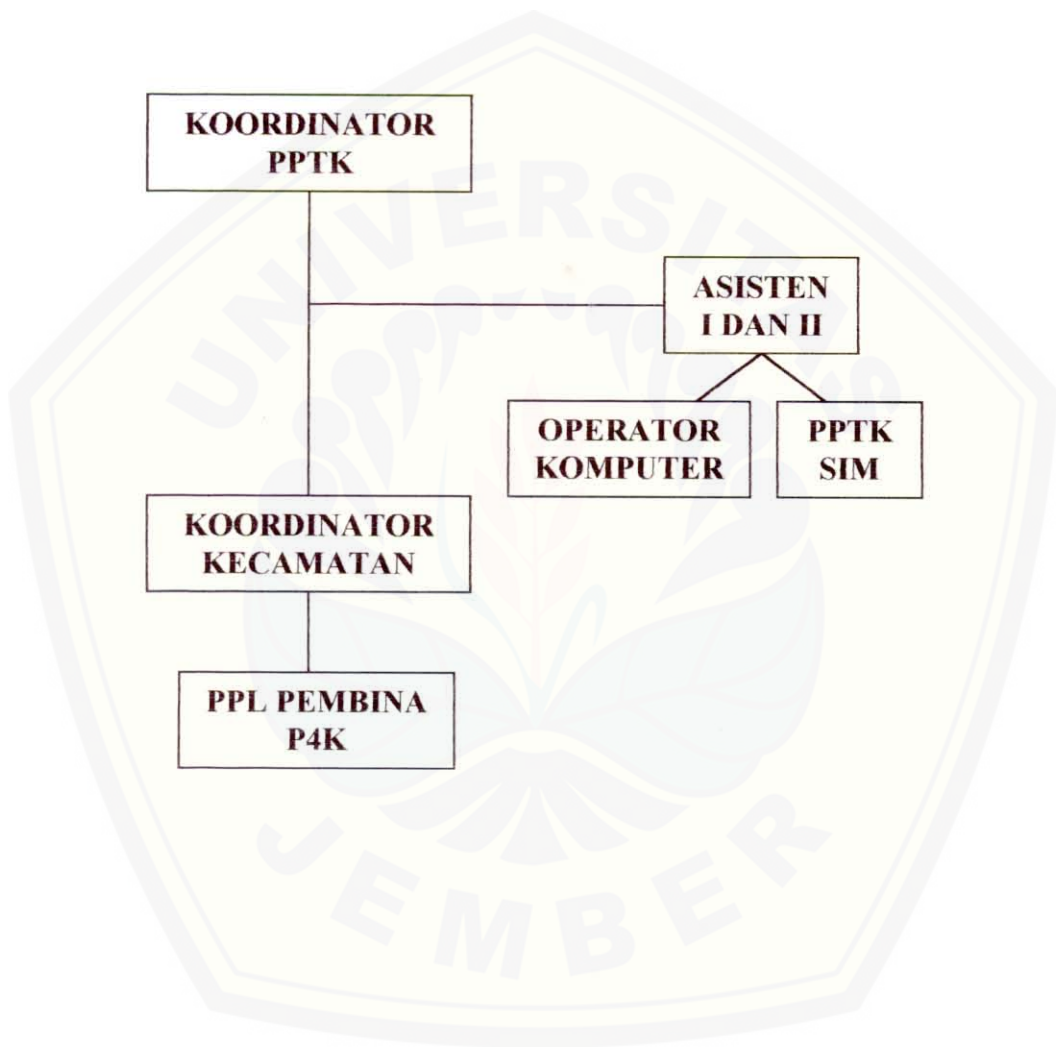 KOORDINATOR
PPTK
ASISTEN
I DAN II
OPERATOR
KOMPUTER
PPTK
SIM
KOORDINATOR
KECAMATAN
PPL PEMBINA
P4K
UNIVERSITAS
JEMBER